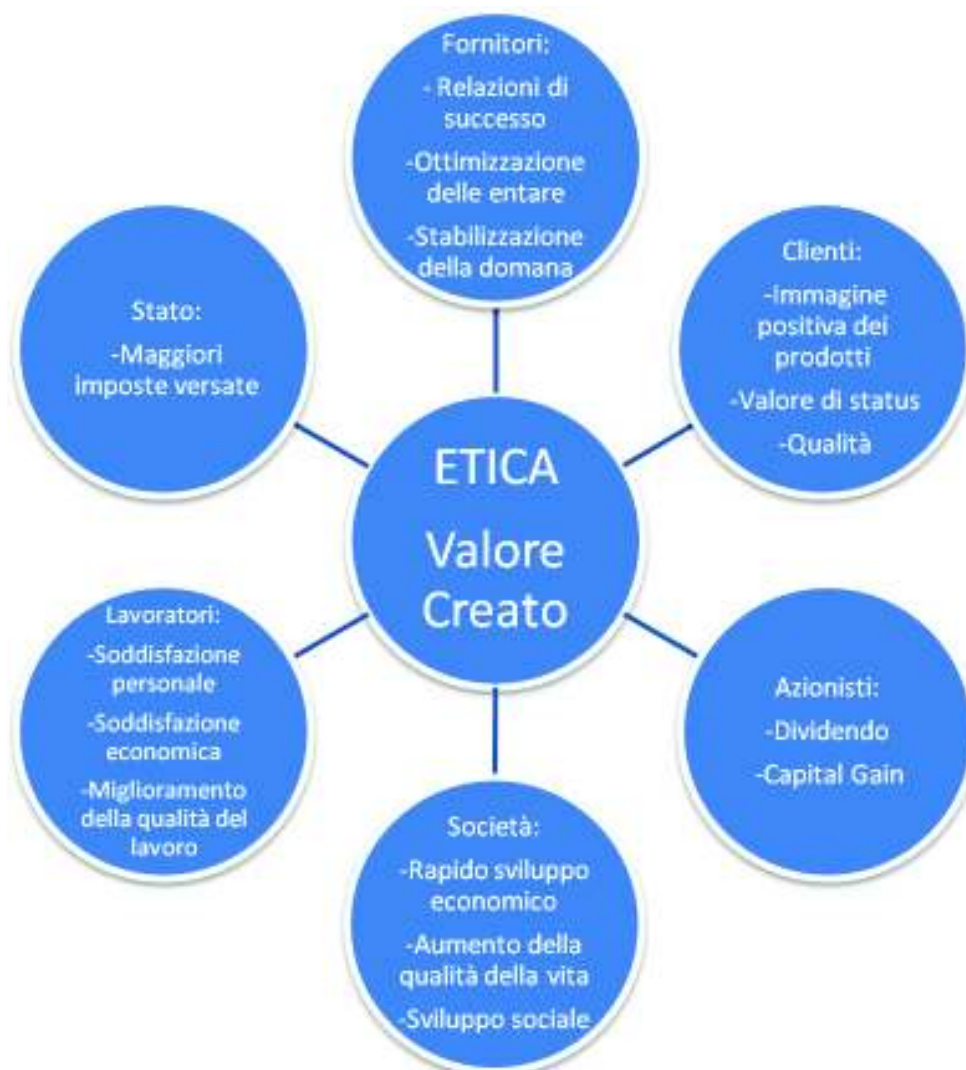 Fornitori:
- Relazioni di
successo
-Ottimizzazione
delle entare
-Stabilizzazione
della domana
Clienti:
-Immagine
positiva dei
prodotti
-Valore di status
-Qualità
Stato:
-Maggiori
imposte versate
ETICA
Valore
Creato
Lavoratori:
-Soddisfazione
personale
-Soddisfazione
economica
-Miglioramento
della qualità del
lavoro
Azionisti:
-Dividendo
-Capital Gain
Società:
-Rapido sviluppo
economico
-Aumento della
qualità della vita
-Sviluppo sociale